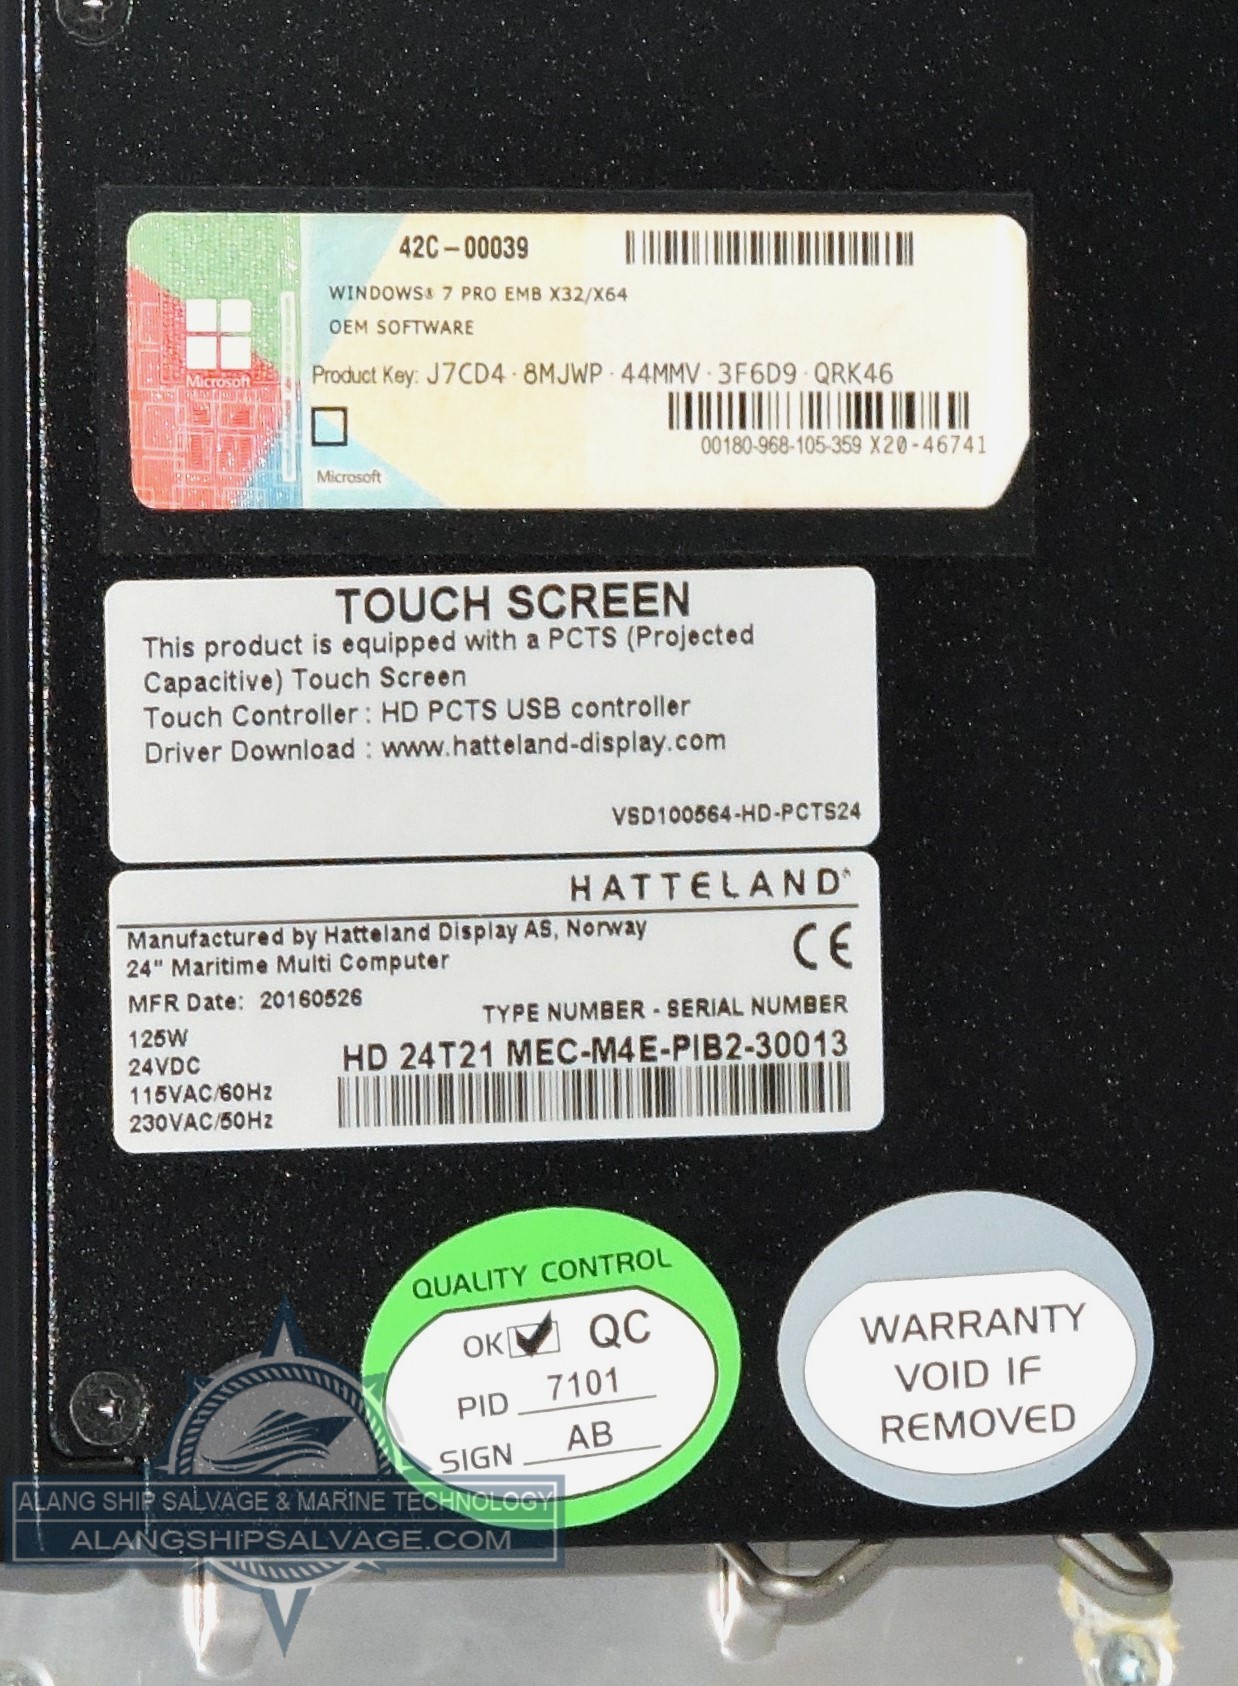 42C-00039
WINDOWS® 7 PRO EMB X32/X64
OEM SOFTWARE
Microsoft
Product Key: J7CD4-8MJWP-44MMV-3F6D9-QRK46
00180-968-105-359 X20-46741
Microsoft
TOUCH SCREEN
This product is equipped with a PCTS (Projected
Capacitive) Touch Screen
Touch Controller : HD PCTS USB controller
Driver Download : www.hatteland-display.com
VSD100564-HD-PCTS24
HATTELAND®
Manufactured by Hatteland Display AS, Norway
24" Maritime Multi Computer
CE
MFR Date: 20160526
TYPE NUMBER - SERIAL NUMBER
125W
24VDC
115VAC/60Hz
230VAC/50Hz
HD 24T21 MEC-M4E-PIB2-30013
QUALITY CONTROL
OK QC
PID 7101
SIGN AB
WARRANTY
VOID IF
REMOVED
ALANG SHIP SALVAGE & MARINE TECHNOLOGY
ALANGSHIPSALVAGE.COM